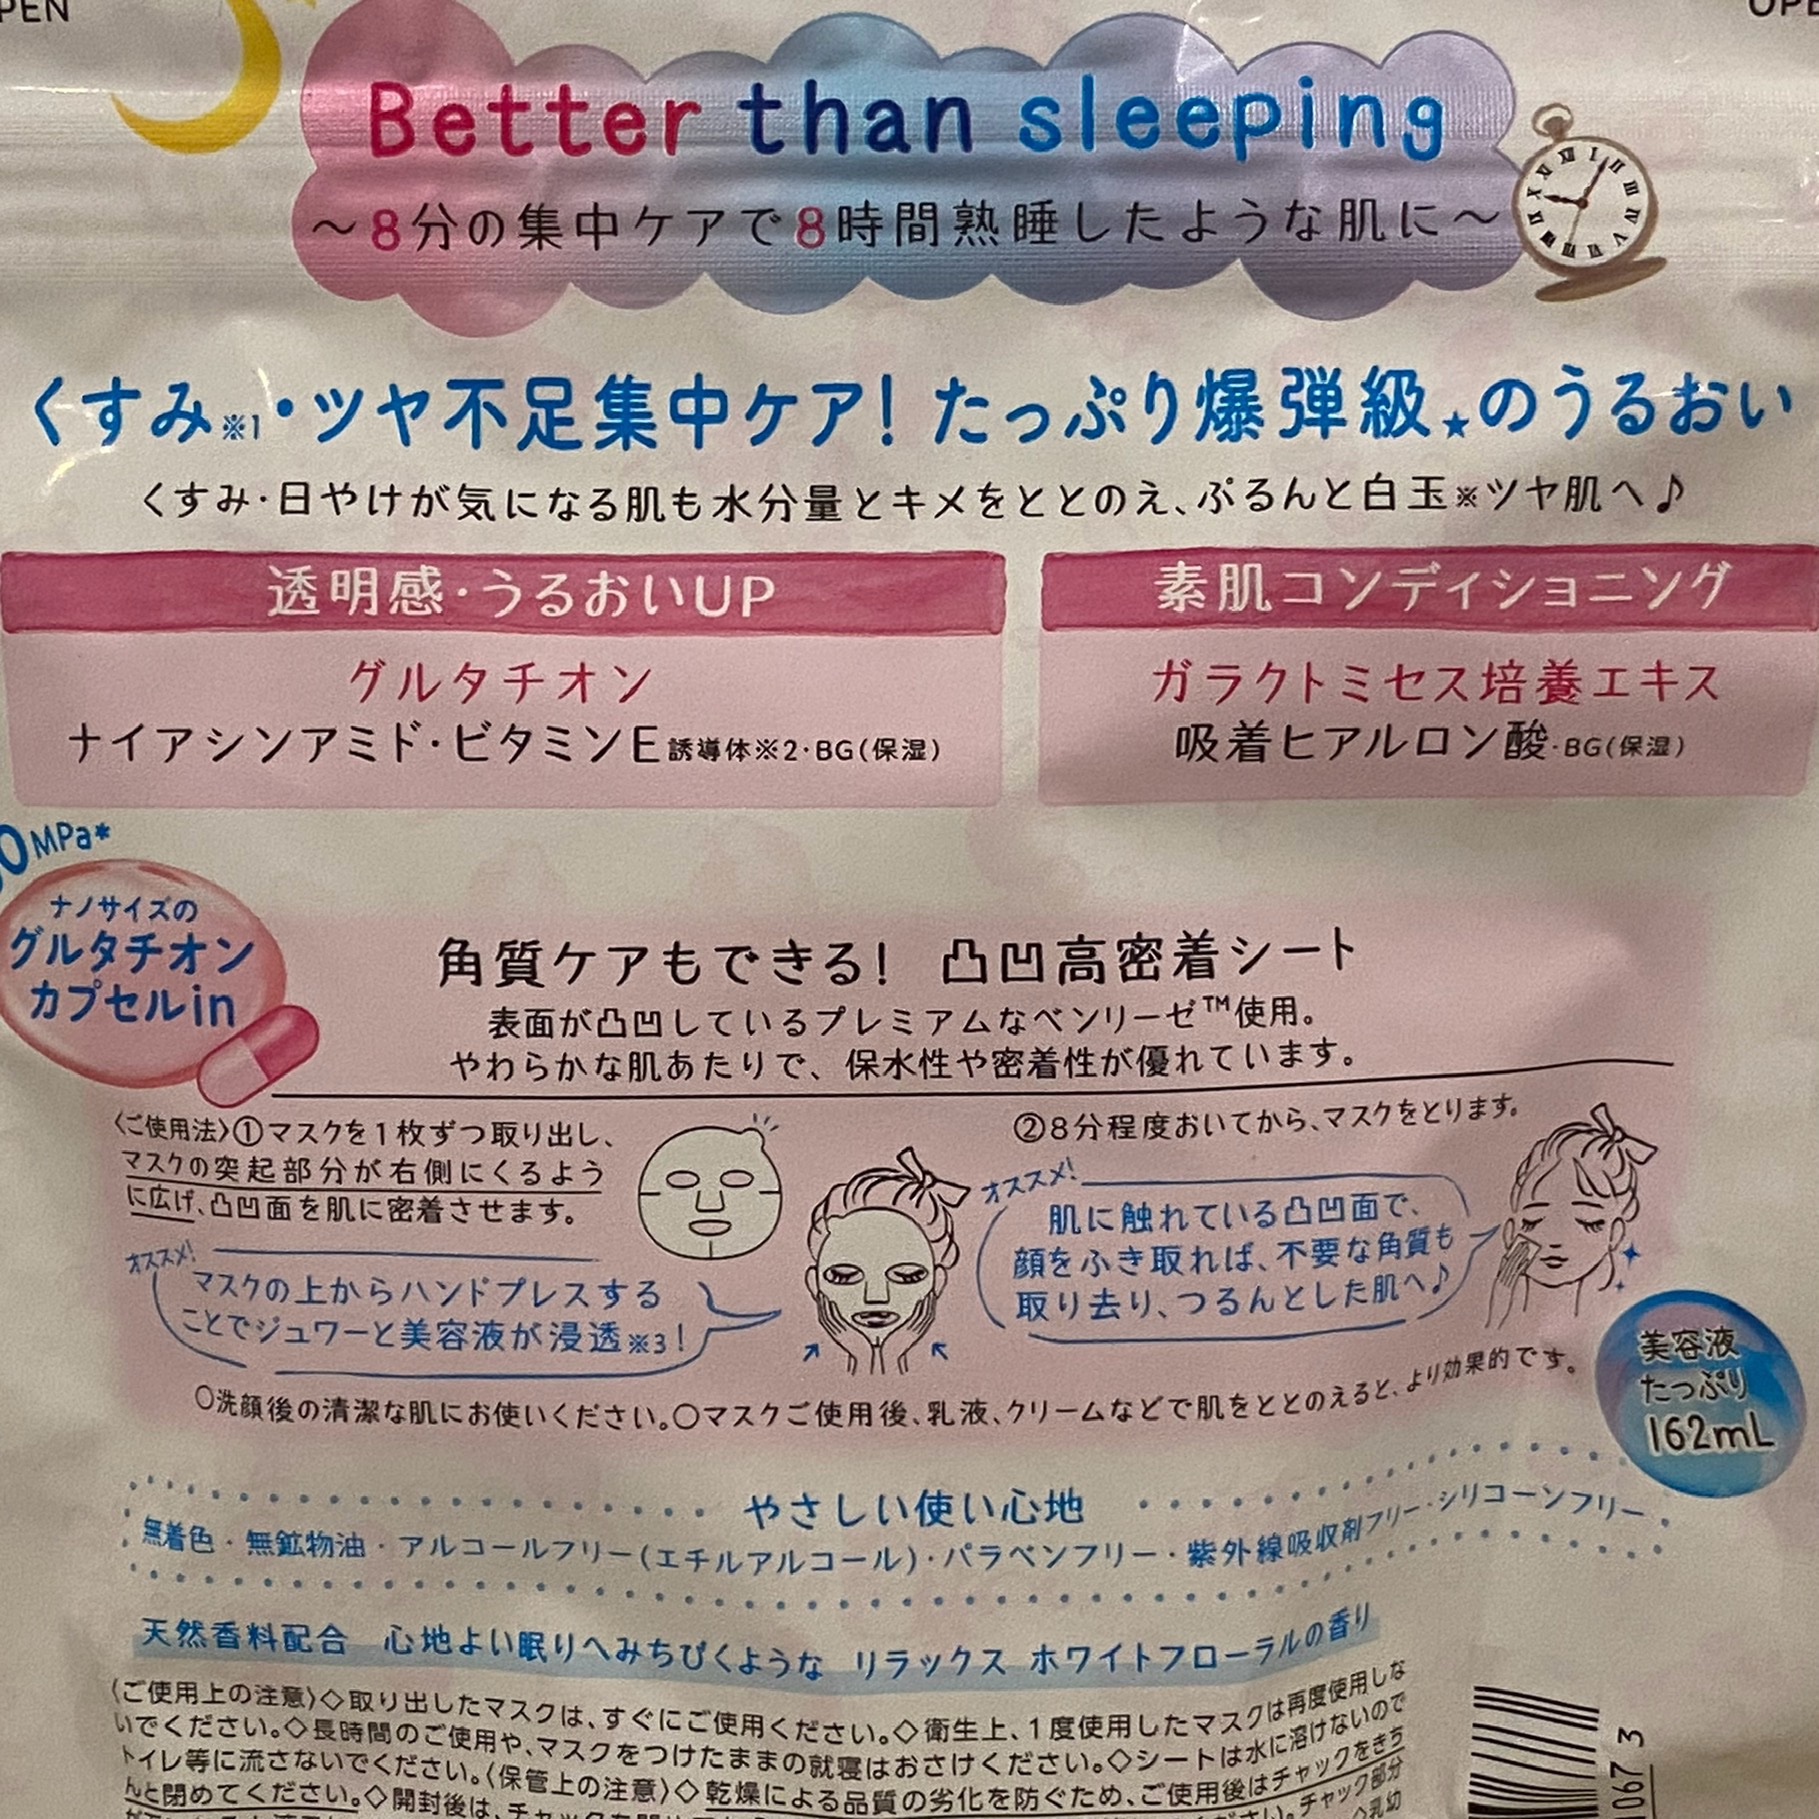 Better than sleeping
～8分の集中ケアで8時間熟睡したような肌に～
くすみ※1・ツヤ不足集中ケア！たっぷり爆弾級★のうるおい
くすみ・日やけが気になる肌も水分量とキメをととのえ、ぷるんと白玉※ツヤ肌へ♪
透明感・うるおいUP
グルタチオン
ナイアシンアミド・ビタミンE誘導体※2・BG(保湿)
素肌コンディショニング
ガラクトミセス培養エキス
吸着ヒアルロン酸・BG(保湿)
MPa*
ナノサイズの
グルタチオン
カプセルin
角質ケアもできる！ 凸凹高密着シート
表面が凸凹しているプレミアムなベンリーゼ™使用。
やわらかな肌あたりで、保水性や密着性が優れています。
〈ご使用法〉①マスクを1枚ずつ取り出し、
マスクの突起部分が右側にくるよう
に広げ、凸凹面を肌に密着させます。
オススメ!
マスクの上からハンドプレスする
ことでジュワーと美容液が浸透※3！
②8分程度おいてから、マスクをとります。
オススメ!
肌に触れている凸凹面で、
顔をふき取れば、不要な角質も
取り去り、つるんとした肌へ♪
○洗顔後の清潔な肌にお使いください。○マスクご使用後、乳液、クリームなどで肌をととのえると、より効果的です。
美容液
たっぷり
162mL
やさしい使い心地
無着色・無鉱物油・アルコールフリー(エチルアルコール)・パラベンフリー・紫外線吸収剤フリー・シリコーンフリー
天然香料配合 心地よい眠りへみちびくような リラックス ホワイトフローラルの香り
〈ご使用上の注意〉◇取り出したマスクは、すぐにご使用ください。◇衛生上、1度使用したマスクは再度使用しな
いでください。◇長時間のご使用や、マスクをつけたままの就寝はおさけください。◇シートは水に溶けないので
トイレ等に流さないでください。〈保管上の注意〉◇乾燥による品質の劣化を防ぐため、ご使用後はチャックをきち
んと閉めてください。◇開封後は、チャック
チャック部分
◇乳幼
067 3